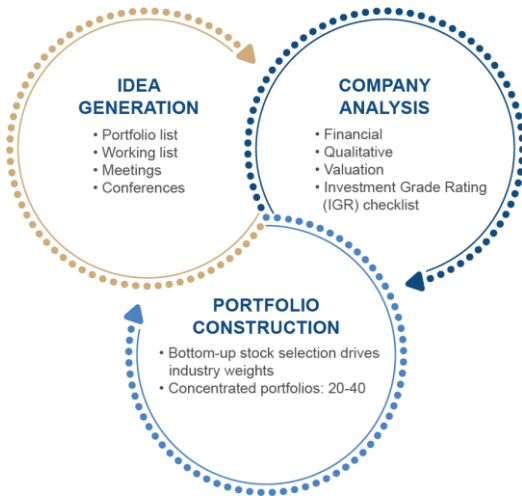 IDEA
GENERATION
• Portfolio list
• Working list
• Meetings
• Conferences
COMPANY
ANALYSIS
• Financial
• Qualitative
• Valuation
• Investment Grade Rating
(IGR) checklist
PORTFOLIO
CONSTRUCTION
• Bottom-up stock selection drives
industry weights
• Concentrated portfolios: 20-40